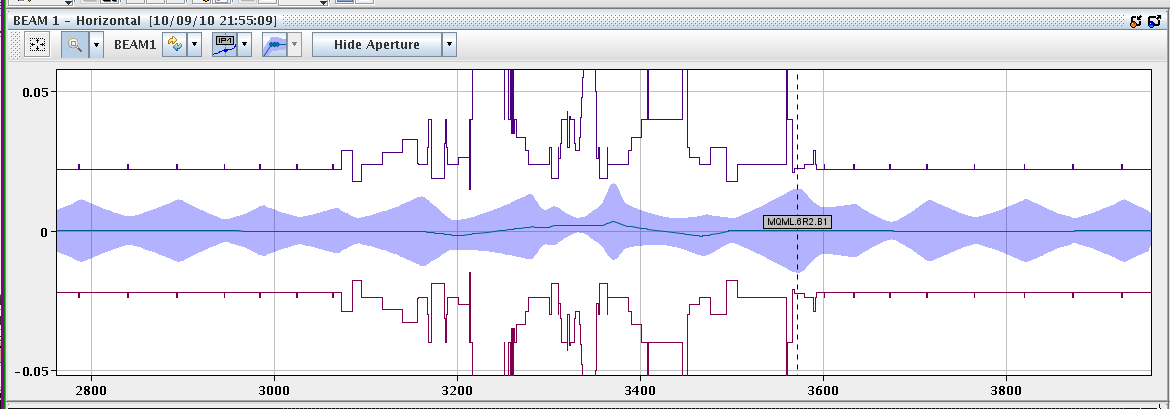 BEAM 1 - Horizontal [10/09/10 21:55:09]
BEAM1 IP1 Hide Aperture
0.05
MQML.6R2.B1
0
-0.05
2800 3000 3200 3400 3600 3800